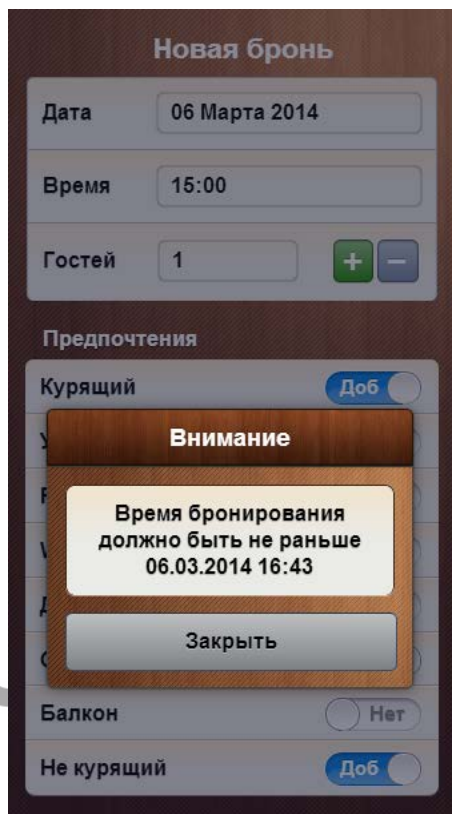 Новая бронь
Дата 06 Марта 2014
Время 15:00
Гостей 1 + −
Предпочтения
Курящий Доб
Внимание
Время бронирования
должно быть не раньше
06.03.2014 16:43
Закрыть
Балкон Нет
Не курящий Доб